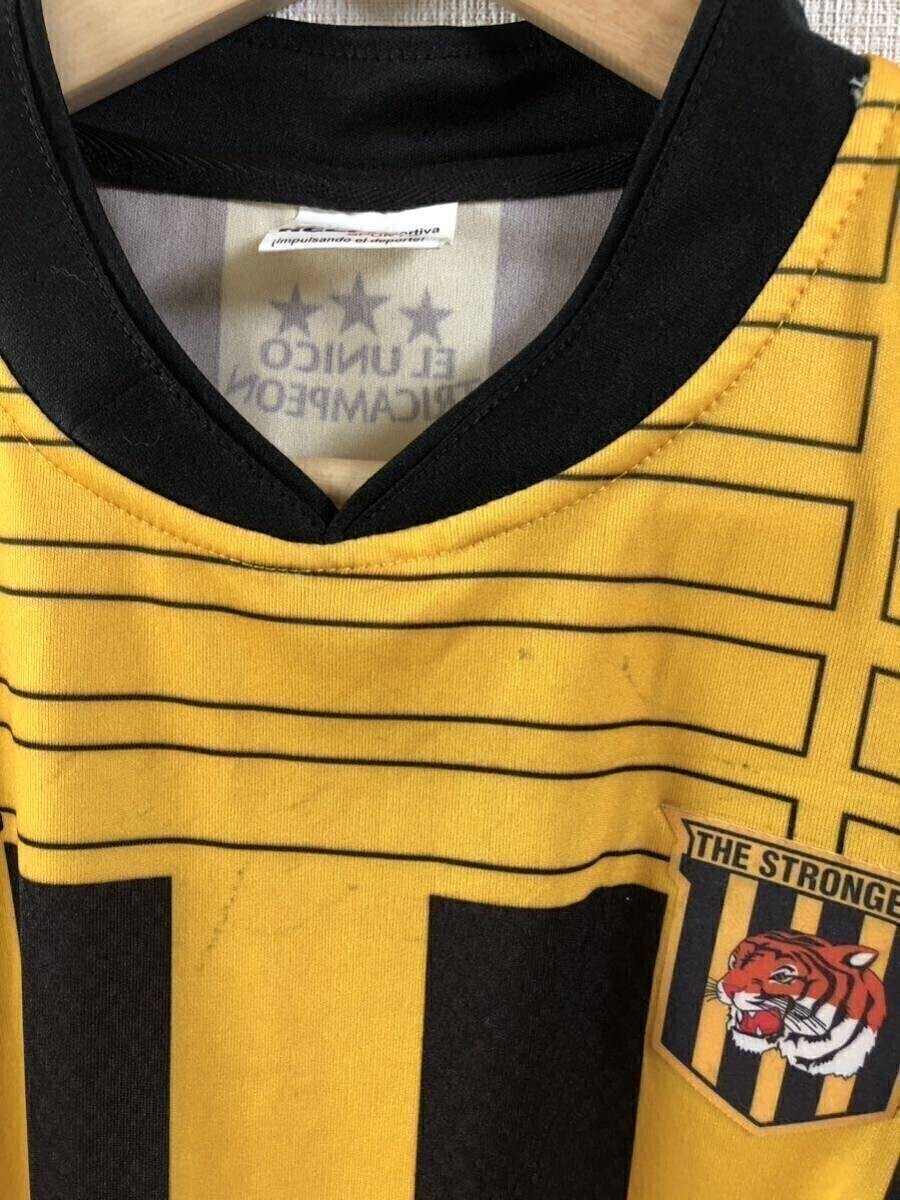 ¡impulsando el deporte!
EL UNICO
TRICAMPEON
THE STRONGE